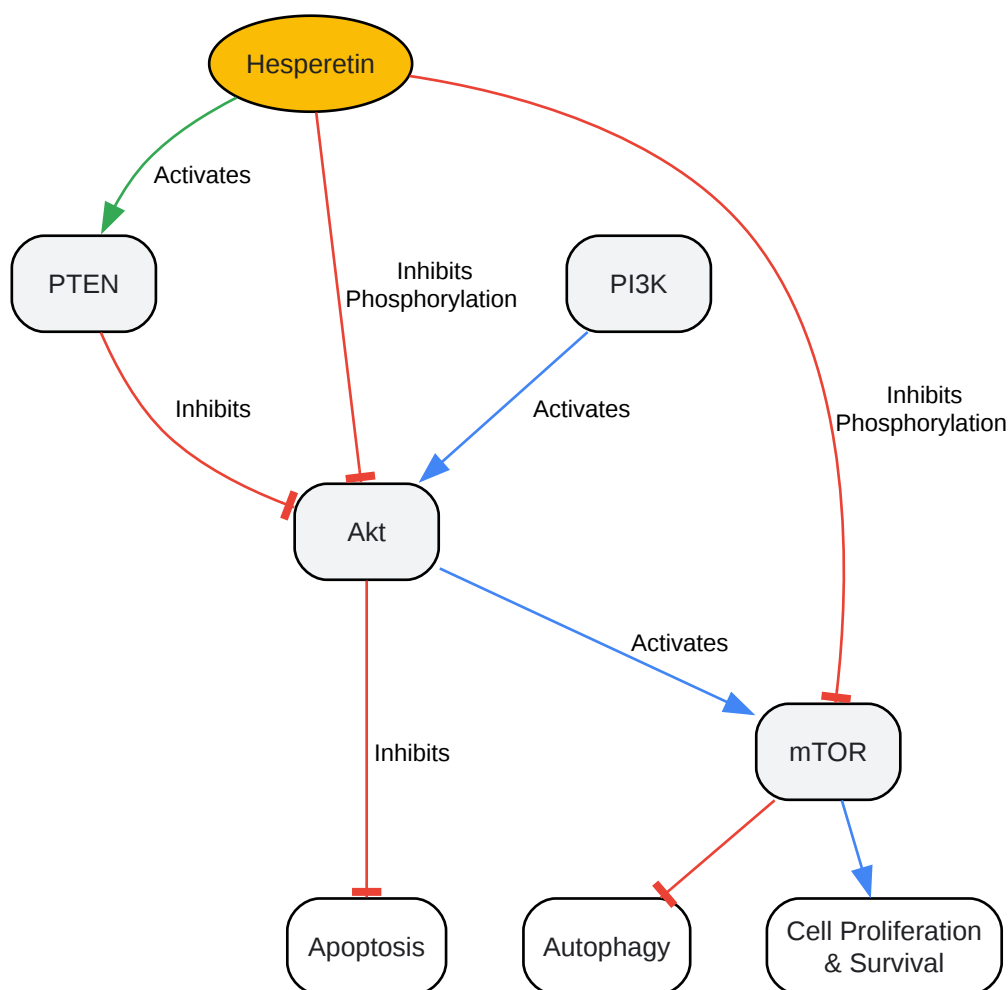 Hesperetin
Activates
PTEN
Inhibits
Phosphorylation
PI3K
Inhibits
Activates
Inhibits
Phosphorylation
Akt
Activates
mTOR
Inhibits
Apoptosis
Autophagy
Cell Proliferation
& Survival